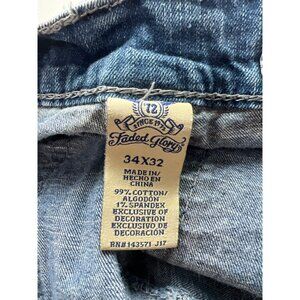 72
SINCE 1972
Faded Glory
34X32
MADE IN/
HECHO EN
CHINA
99% COTTON/
ALGODÓN
1% SPANDEX
EXCLUSIVE OF
DECORATION
EXCLUSIVO DE
DECORACIÓN
RN#143571 J17